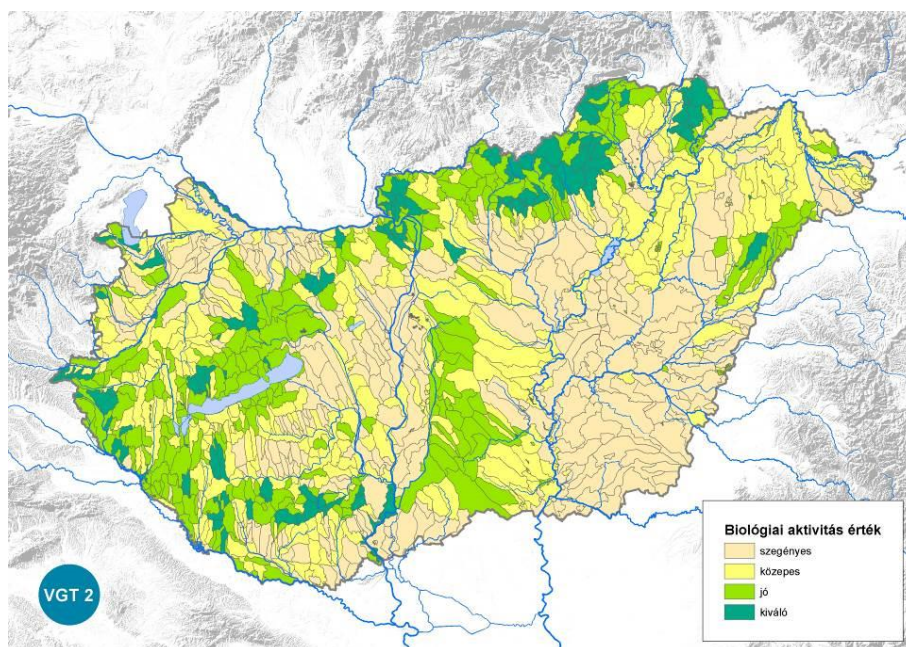 Biológiai aktivitás érték
szegényes
közepes
jó
kiváló
VGT 2